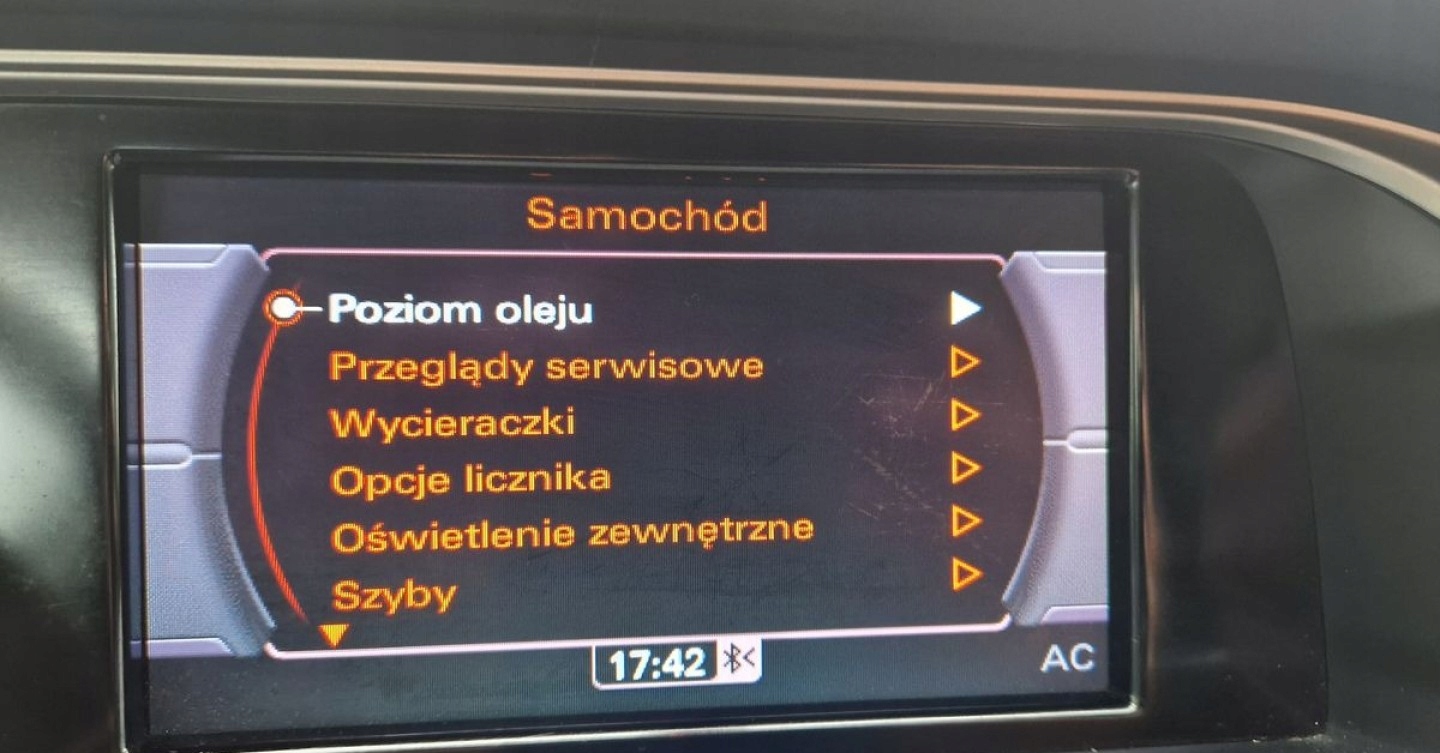 Samochód
Poziom oleju
Przeglądy serwisowe
Wycieraczki
Opcje licznika
Oświetlenie zewnętrzne
Szyby
17:42
AC